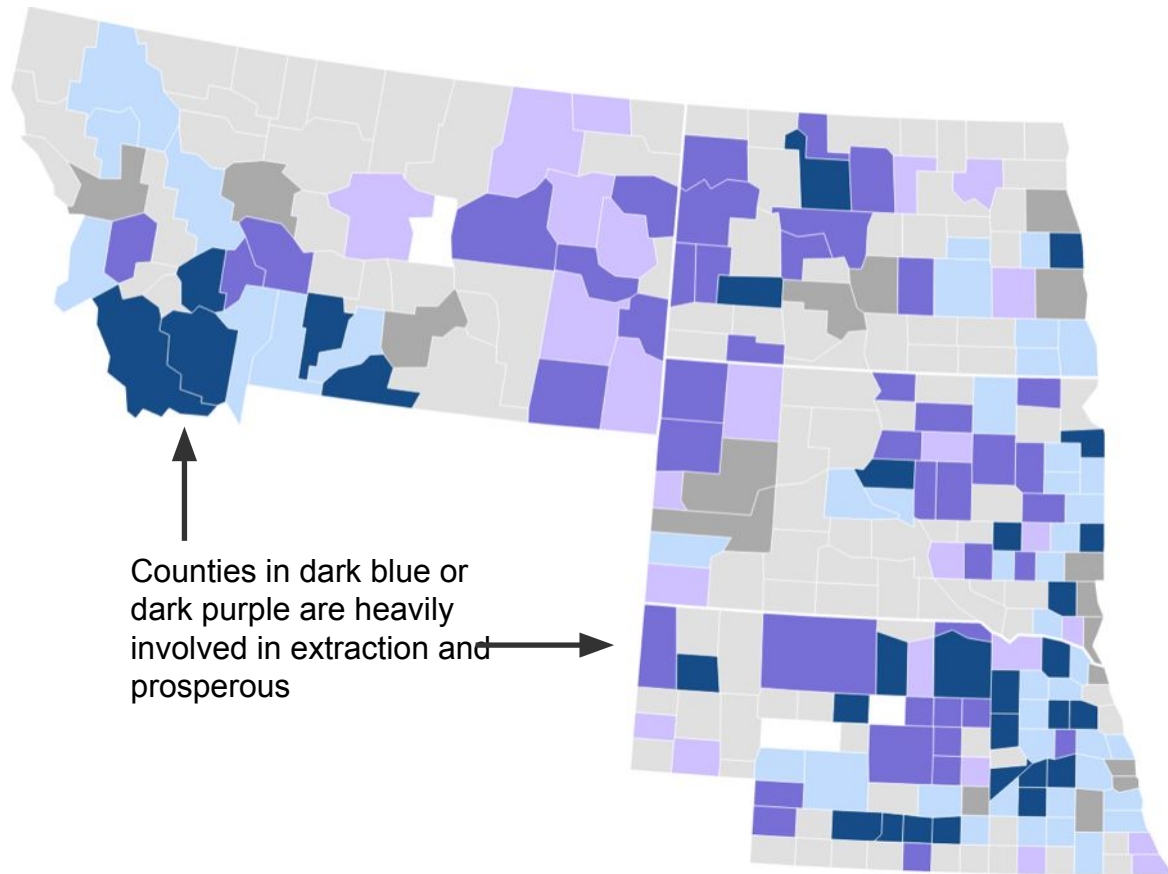 Counties in dark blue or
dark purple are heavily
involved in extraction and
prosperous